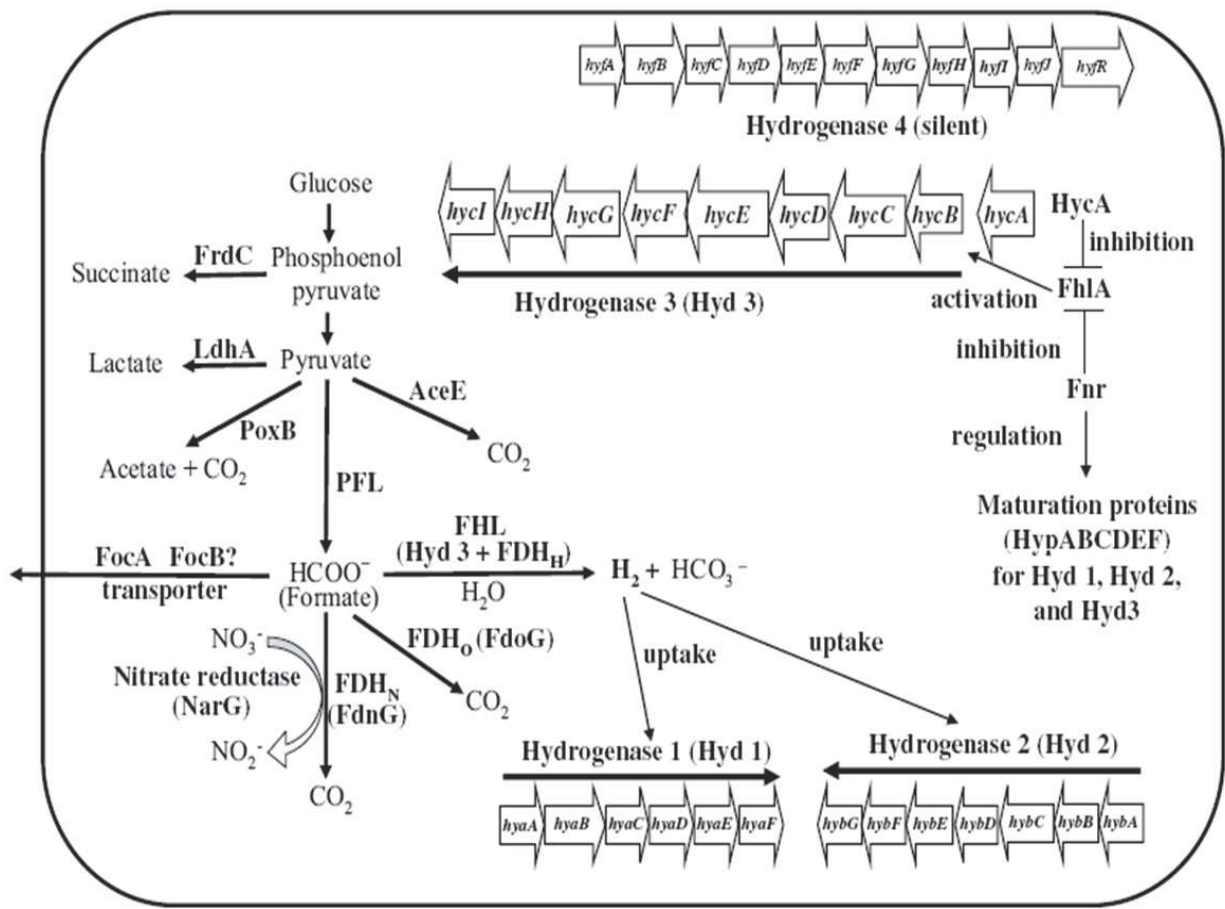 hyfA hyfB hyfC hyfD hyfE hyfF hyfG hyfH hyfI hyfJ hyfR
Hydrogenase 4 (silent)
Glucose
hycI hycH hycG hycF hycE hycD hycC hycB hycA
HycA
inhibition
FrdC
Succinate
Phosphoenol
pyruvate
Hydrogenase 3 (Hyd 3)
activation
FhlA
LdhA
Lactate
Pyruvate
inhibition
AceE
Fnr
PoxB
CO2
regulation
Acetate + CO2
PFL
Maturation proteins
(HypABCDEF)
for Hyd 1, Hyd 2,
and Hyd3
FHL
(Hyd 3 + FDHH)
FocA FocB?
transporter
HCOO−
(Formate)
H2O
H2 + HCO3 −
NO3-
FDHO (FdoG)
uptake
uptake
Nitrate reductase
(NarG)
FDHN
(FdnG)
CO2
NO2-
CO2
Hydrogenase 1 (Hyd 1)
Hydrogenase 2 (Hyd 2)
hyaA hyaB hyaC hyaD hyaE hyaF
hybG hybF hybE hybD hybC hybB hybA